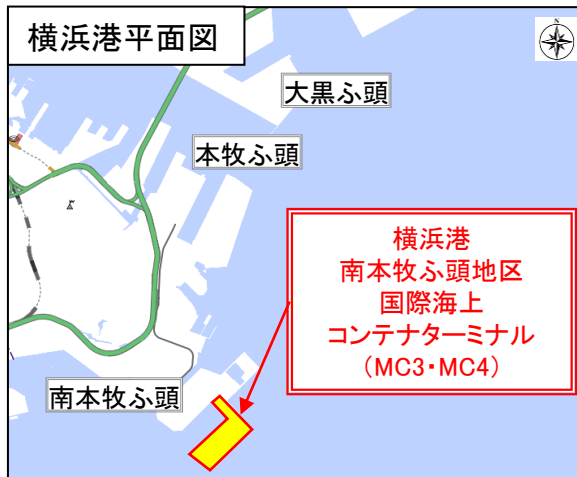 横浜港平面図
N
大黒ふ頭
本牧ふ頭
横浜港
南本牧ふ頭地区
国際海上
コンテナターミナル
(MC3・MC4)
南本牧ふ頭